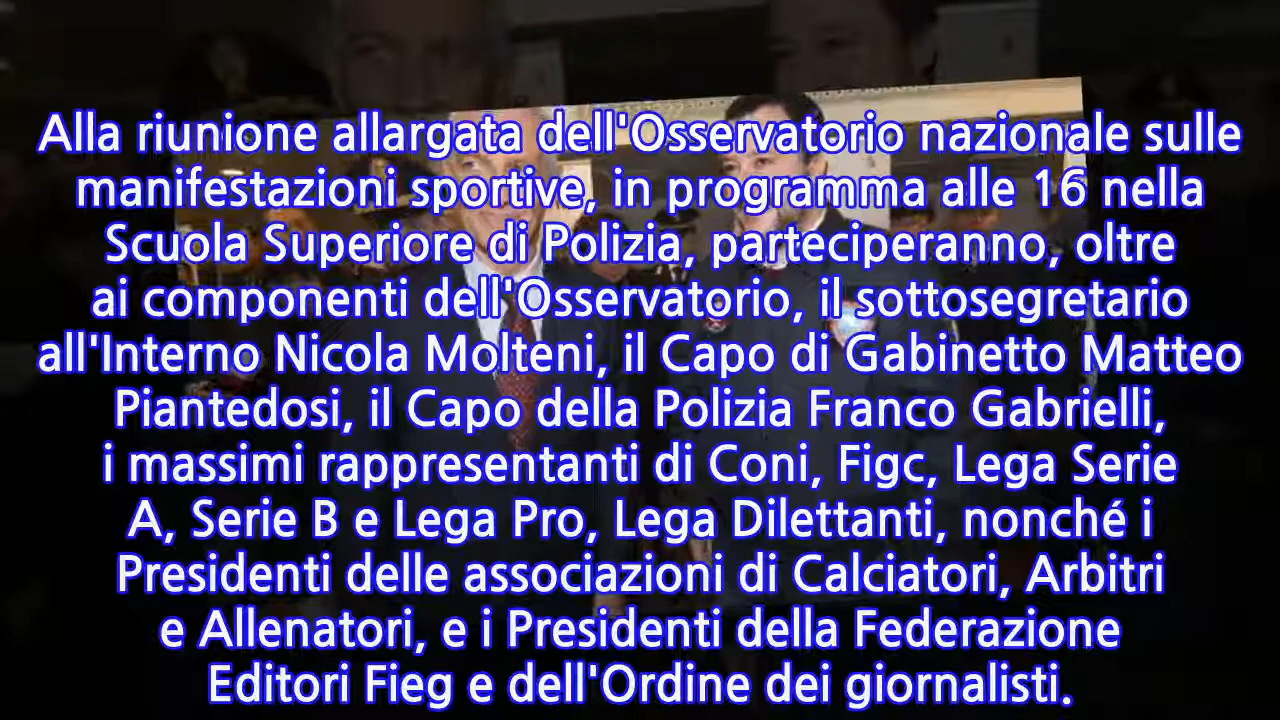 Alla riunione allargata dell'Osservatorio nazionale sulle
manifestazioni sportive, in programma alle 16 nella
Scuola Superiore di Polizia, parteciperanno, oltre
ai componenti dell'Osservatorio, il sottosegretario
all'Interno Nicola Molteni, il Capo di Gabinetto Matteo
Piantedosi, il Capo della Polizia Franco Gabrielli,
i massimi rappresentanti di Coni, Figc, Lega Serie
A, Serie B e Lega Pro, Lega Dilettanti, nonché i
Presidenti delle associazioni di Calciatori, Arbitri
e Allenatori, e i Presidenti della Federazione
Editori Fieg e dell'Ordine dei giornalisti.